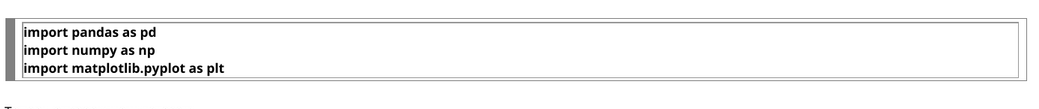 import pandas as pd
import numpy as np
import matplotlib.pyplot as plt